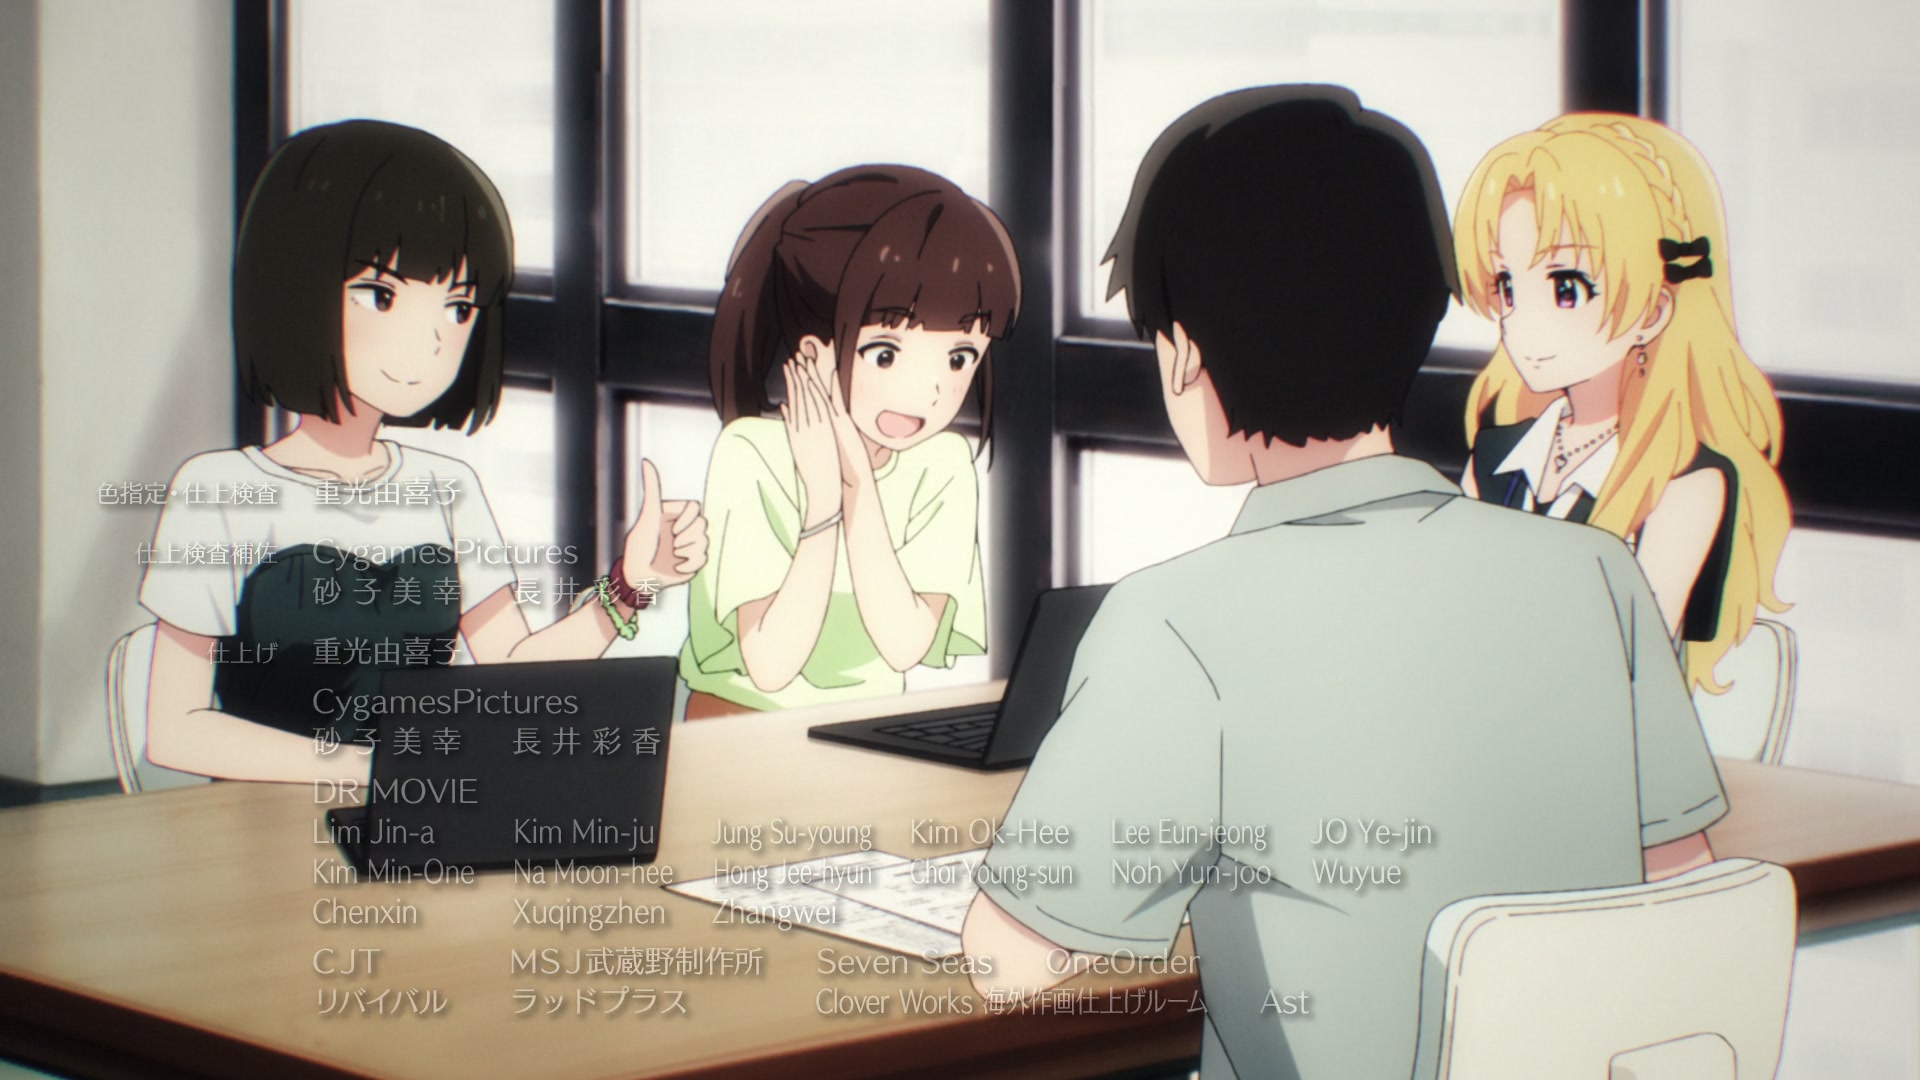 色指定・仕上検査 重光由喜子
仕上検査補佐 CygamesPictures
砂子美幸 長井彩香
仕上げ 重光由喜子
CygamesPictures
砂子美幸 長井彩香
DR MOVIE
Lim Jin-a Kim Min-ju Jung Su-young Kim Ok-Hee Lee Eun-jeong JO Ye-jin
Kim Min-One Na Moon-hee Hong Jee-hyun Choi Young-sun Noh Yun-joo Wuyue
Chenxin Xuqingzhen Zhangwei
CJT MSJ武蔵野制作所 Seven Seas OneOrder
リバイバル ラッドプラス Clover Works 海外作画仕上げルーム Ast